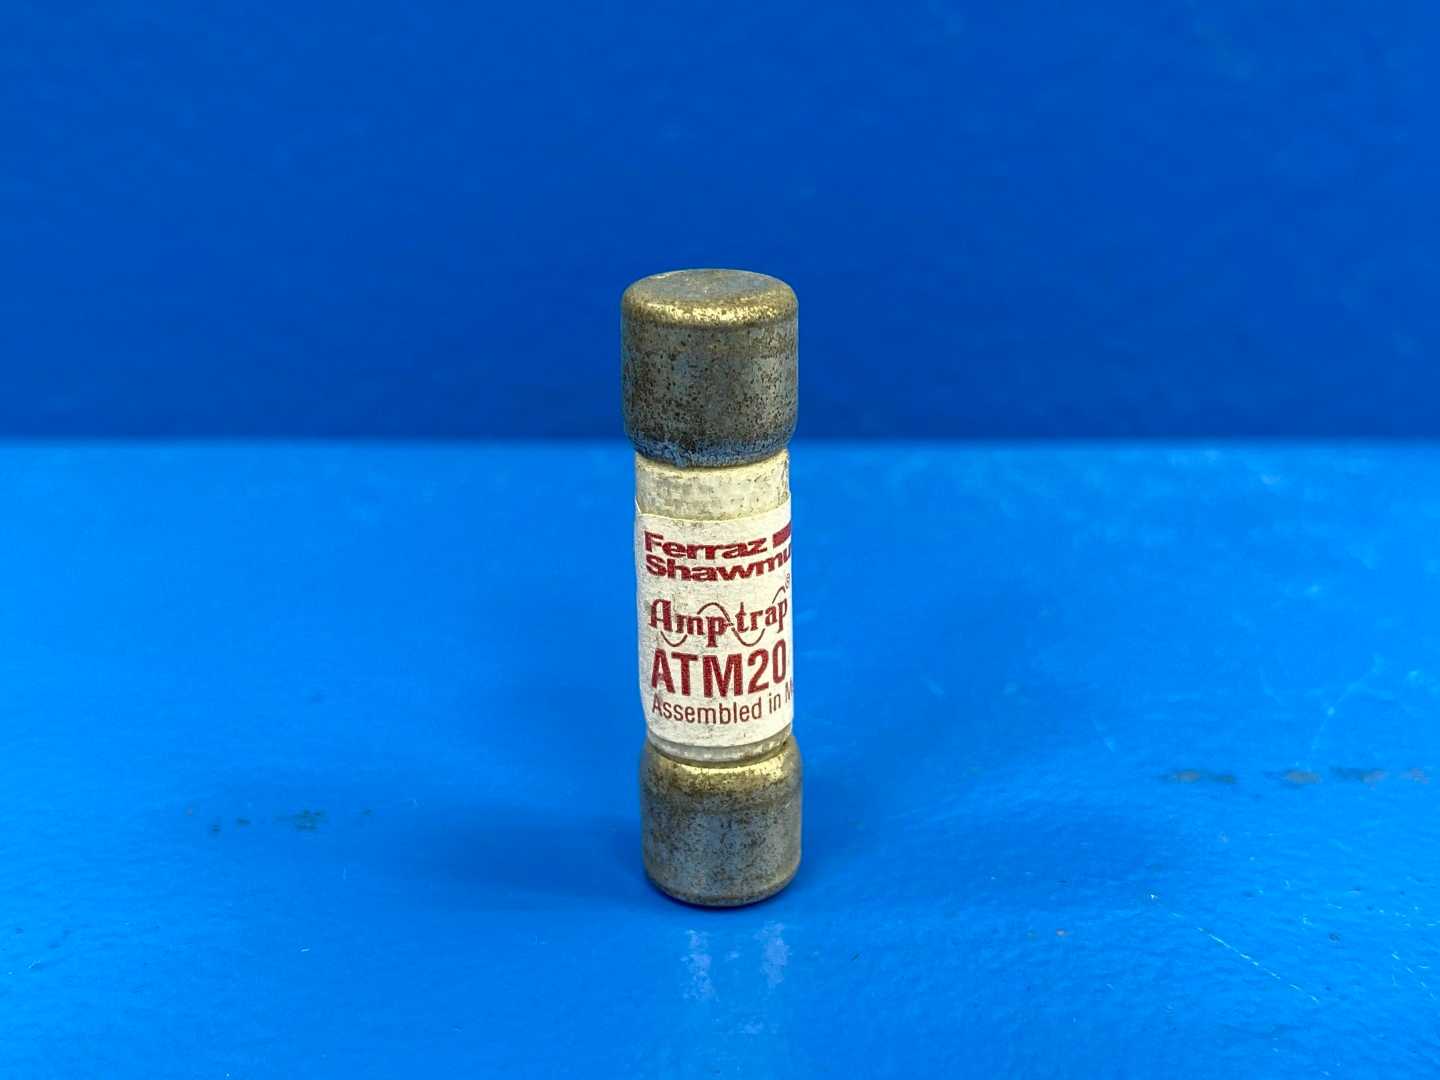 Ferraz
Shawmu
Amp-trap®
ATM20
Assembled in M